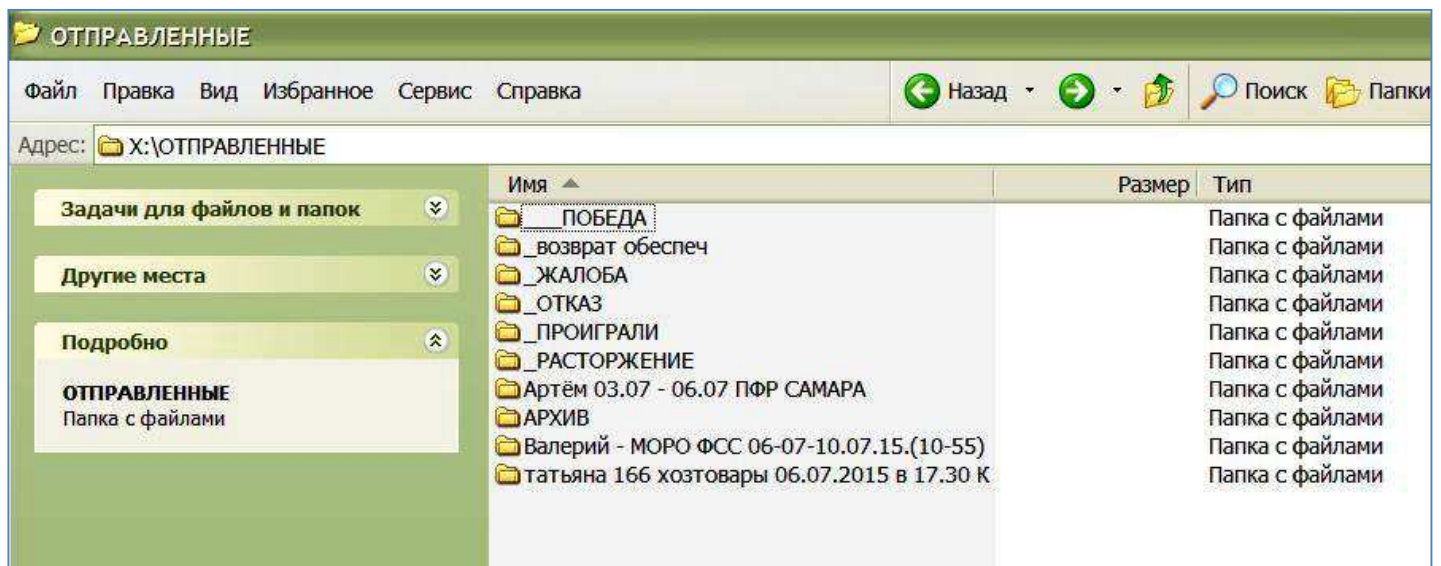 ОТПРАВЛЕННЫЕ
Файл Правка Вид Избранное Сервис Справка Назад Поиск Папки
Адрес: X:\ОТПРАВЛЕННЫЕ
Имя Размер Тип
Задачи для файлов и папок
Другие места
Подробно
ОТПРАВЛЕННЫЕ
Папка с файлами
___ПОБЕДА Папка с файлами
_возврат обеспеч Папка с файлами
_ЖАЛОБА Папка с файлами
_ОТКАЗ Папка с файлами
_ПРОИГРАЛИ Папка с файлами
_РАСТОРЖЕНИЕ Папка с файлами
Артём 03.07 - 06.07 ПФР САМАРА Папка с файлами
АРХИВ Папка с файлами
Валерий - МОРО ФСС 06-07-10.07.15.(10-55) Папка с файлами
татьяна 166 хозтовары 06.07.2015 в 17.30 К Папка с файлами